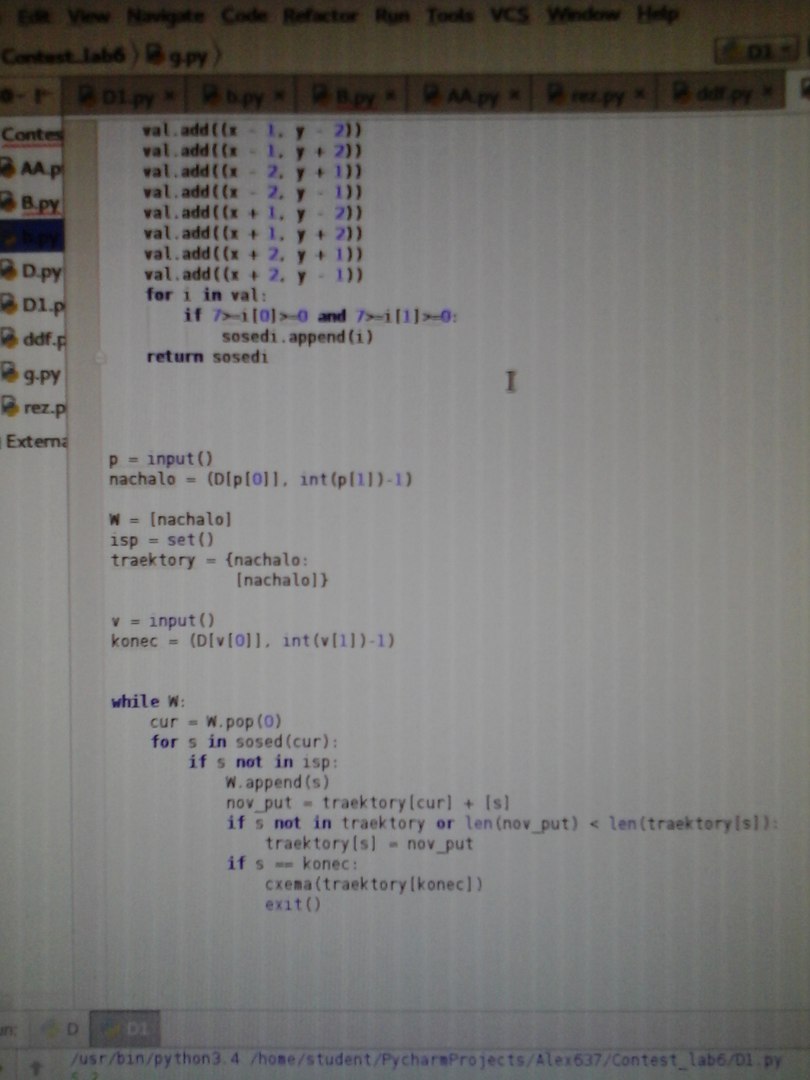 Edit View Navigate Code Refactor Run Tools VCS Window Help
Contest_lab6 g.py D1
D1.py b.py B.py AA.py rez.py ddf.py
Contes
AA.p
B.py
b.py
D.py
D1.p
ddf.p
g.py
rez.p
Externa
val.add((x - 1, y - 2))
val.add((x - 1, y + 2))
val.add((x - 2, y + 1))
val.add((x - 2, y - 1))
val.add((x + 1, y - 2))
val.add((x + 1, y + 2))
val.add((x + 2, y + 1))
val.add((x + 2, y - 1))
for i in val:
if 7>=i[0]>=0 and 7>=i[1]>=0:
sosedi.append(i)
return sosedi
p = input()
nachalo = (D[p[0]], int(p[1])-1)
W = [nachalo]
isp = set()
traektory = {nachalo:
[nachalo]}
v = input()
konec = (D[v[0]], int(v[1])-1)
while W:
cur = W.pop(0)
for s in sosed(cur):
if s not in isp:
W.append(s)
nov_put = traektory[cur] + [s]
if s not in traektory or len(nov_put) < len(traektory[s]):
traektory[s] = nov_put
if s == konec:
cxema(traektory[konec])
exit()
un: D D1
/usr/bin/python3.4 /home/student/PycharmProjects/Alex637/Contest_lab6/D1.py